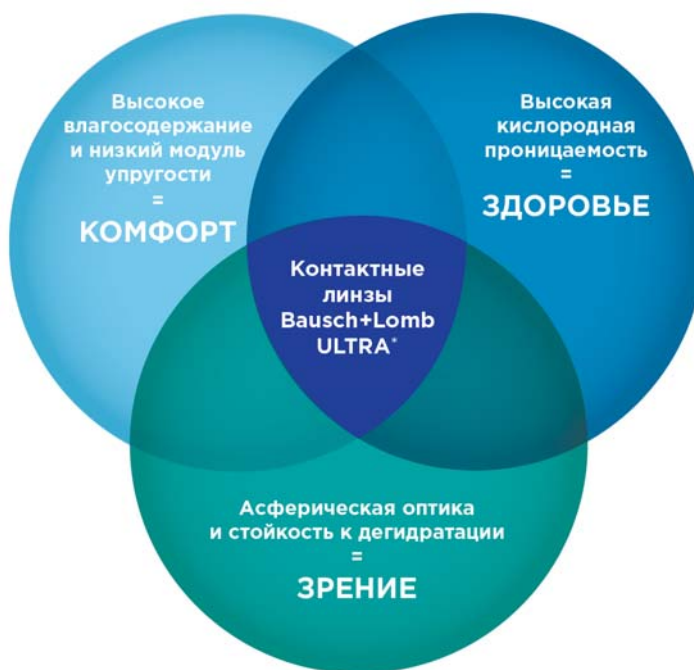 Высокое
влагосодержание
и низкий модуль
упругости
=
КОМФОРТ
Высокая
кислородная
проницаемость
=
ЗДОРОВЬЕ
Контактные
линзы
Bausch+Lomb
ULTRA*
Асферическая оптика
и стойкость к дегидратации
=
ЗРЕНИЕ